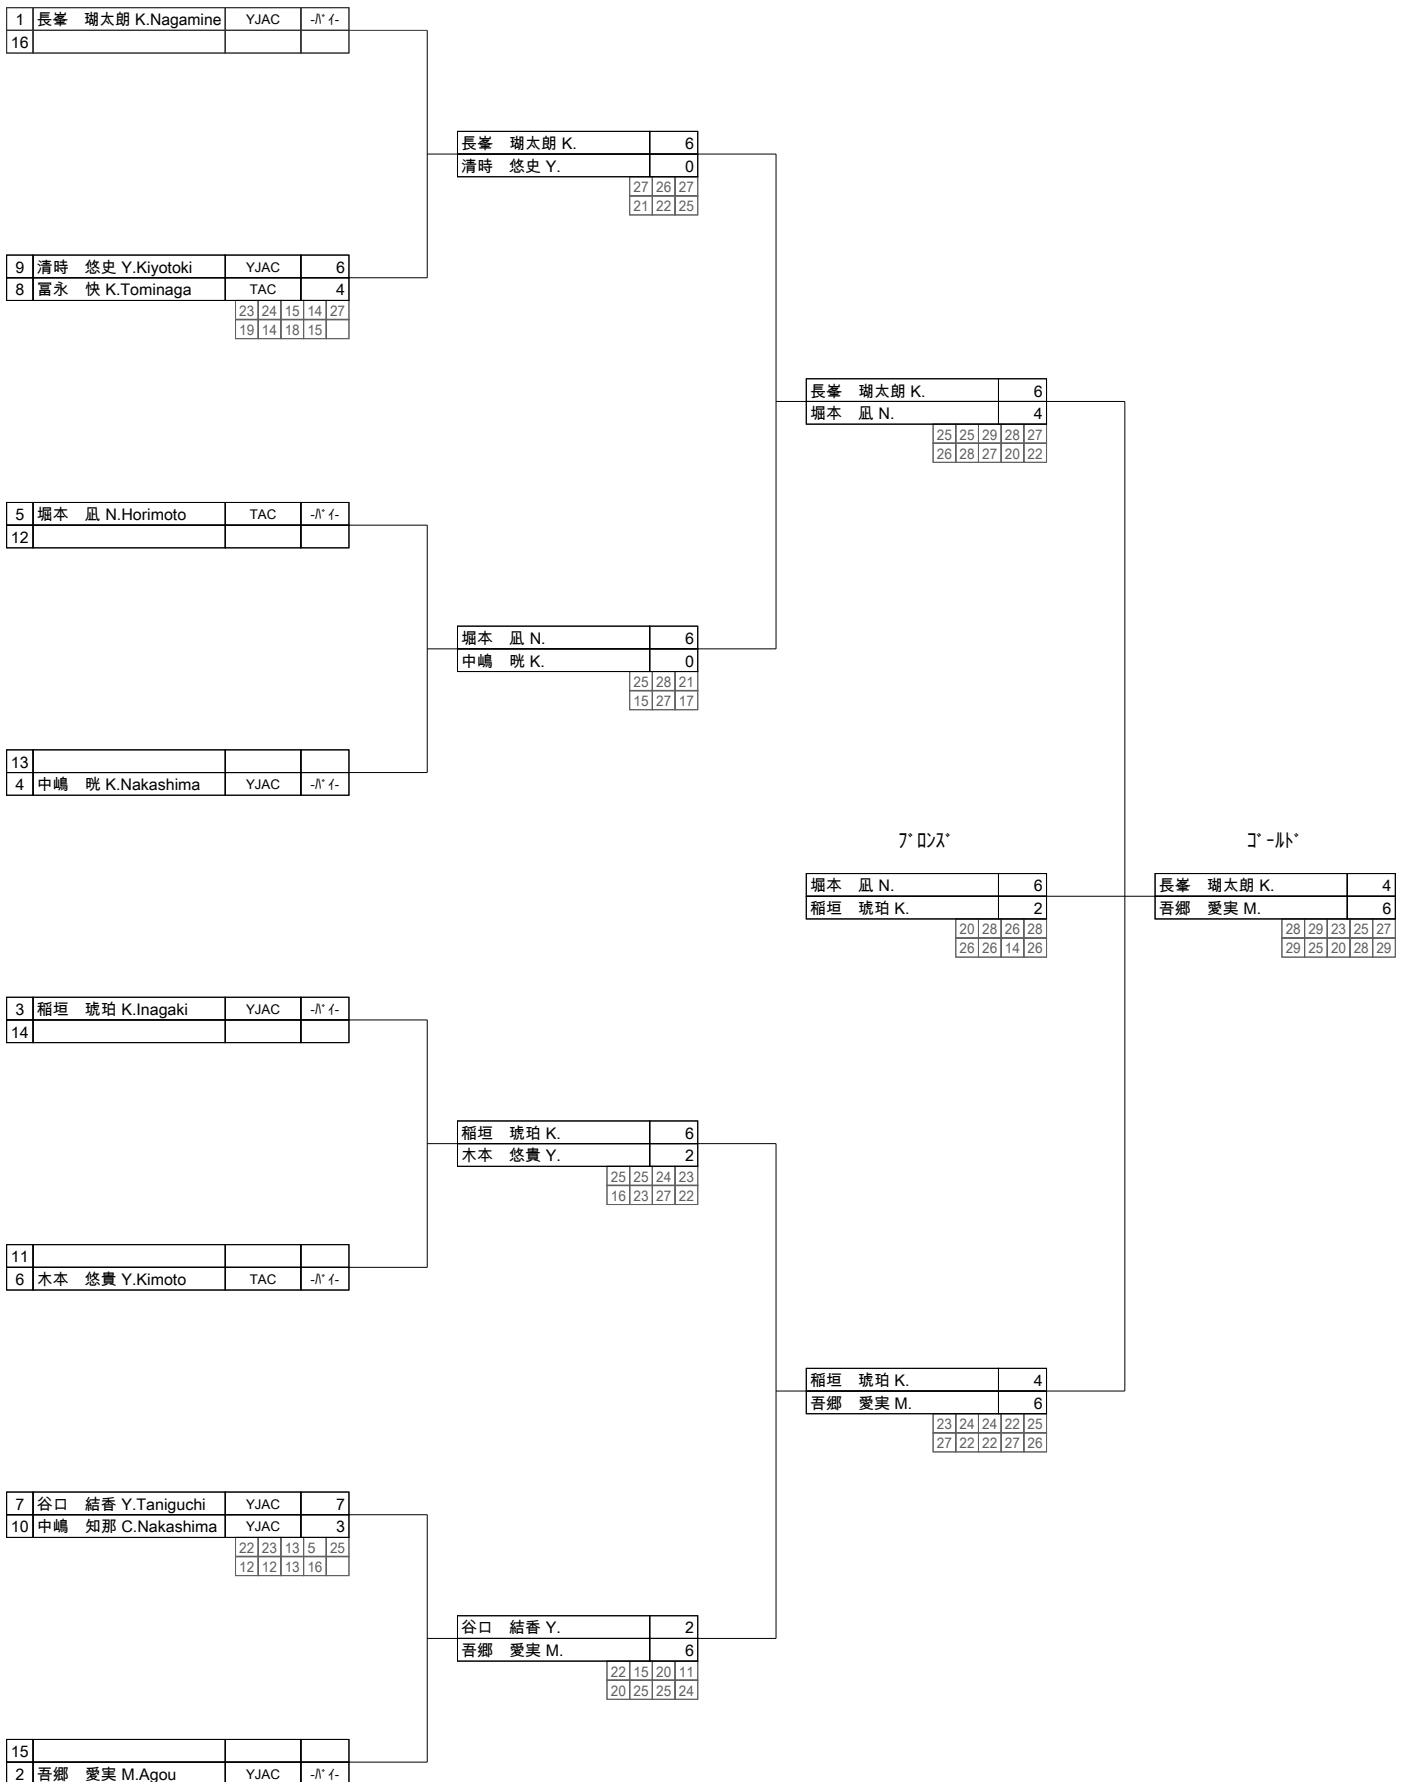 1 長峯　瑚太朗 K.Nagamine YJAC -ﾊﾞｲ-
16
長峯　瑚太朗 K. 6
清時　悠史 Y. 0
27 26 27
21 22 25
9 清時　悠史 Y.Kiyotoki YJAC 6
8 冨永　快 K.Tominaga TAC 4
23 24 15 14 27
19 14 18 15
長峯　瑚太朗 K. 6
堀本　凪 N. 4
25 25 29 28 27
26 28 27 20 22
5 堀本　凪 N.Horimoto TAC -ﾊﾞｲ-
12
堀本　凪 N. 6
中嶋　晄 K. 0
25 28 21
15 27 17
13
4 中嶋　晄 K.Nakashima YJAC -ﾊﾞｲ-
ﾌﾞﾛﾝｽﾞ ｺﾞｰﾙﾄﾞ
堀本　凪 N. 6 長峯　瑚太朗 K. 4
稲垣　琥珀 K. 2 吾郷　愛実 M. 6
20 28 26 28 28 29 23 25 27
26 26 14 26 29 25 20 28 29
3 稲垣　琥珀 K.Inagaki YJAC -ﾊﾞｲ-
14
稲垣　琥珀 K. 6
木本　悠貴 Y. 2
25 25 24 23
16 23 27 22
11
6 木本　悠貴 Y.Kimoto TAC -ﾊﾞｲ-
稲垣　琥珀 K. 4
吾郷　愛実 M. 6
23 24 24 22 25
27 22 22 27 26
7 谷口　結香 Y.Taniguchi YJAC 7
10 中嶋　知那 C.Nakashima YJAC 3
22 23 13 5 25
12 12 13 16
谷口　結香 Y. 2
吾郷　愛実 M. 6
22 15 20 11
20 25 25 24
15
2 吾郷　愛実 M.Agou YJAC -ﾊﾞｲ-